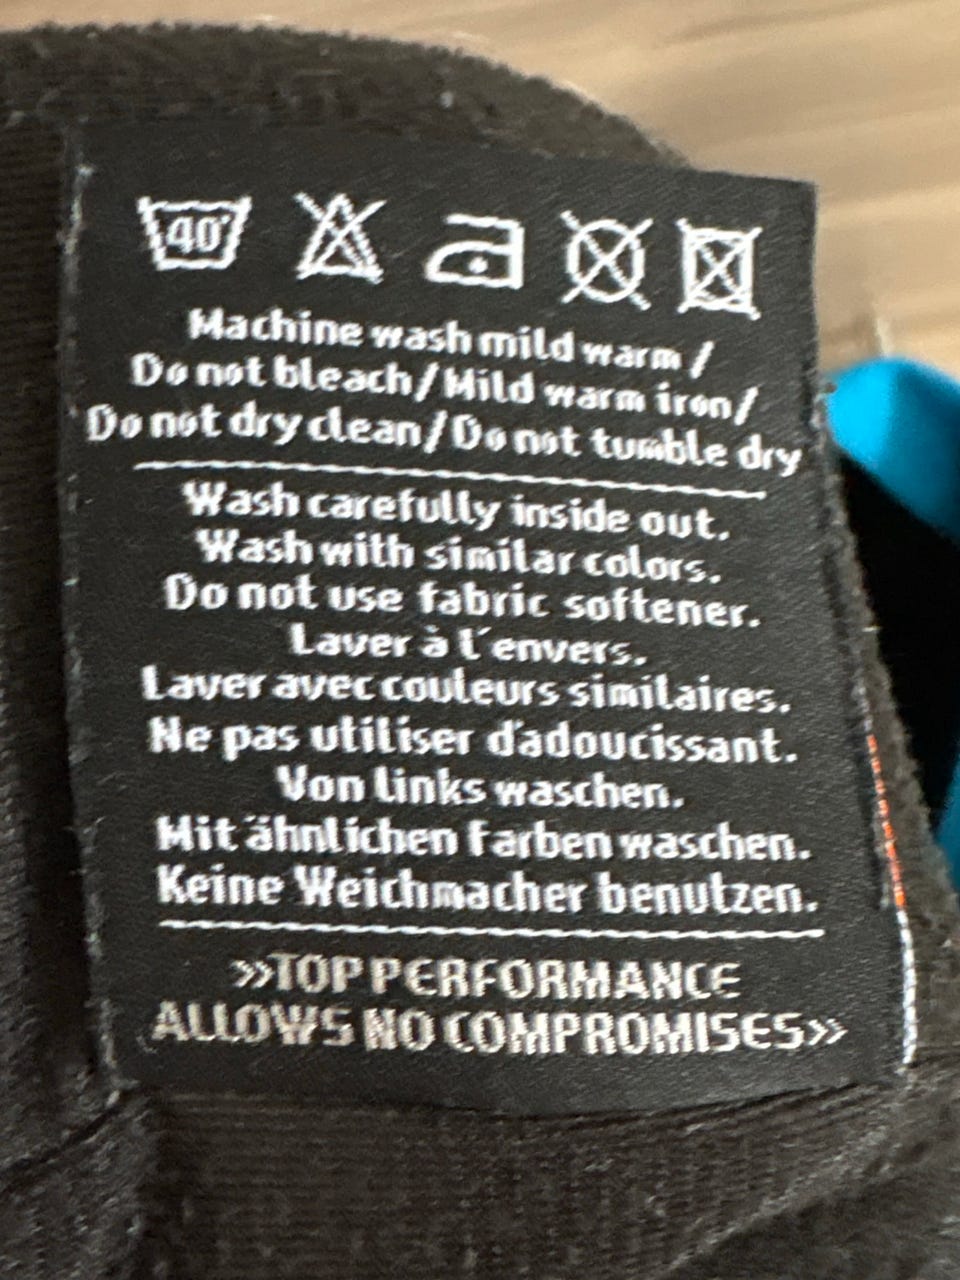 40°
Machine wash mild warm /
Do not bleach / Mild warm iron /
Do not dry clean / Do not tumble dry
Wash carefully inside out.
Wash with similar colors.
Do not use fabric softener.
Laver à l´envers.
Laver avec couleurs similaires.
Ne pas utiliser d'adoucissant.
Von links waschen.
Mit ähnlichen Farben waschen.
Keine Weichmacher benutzen.
»TOP PERFORMANCE
ALLOWS NO COMPROMISES»